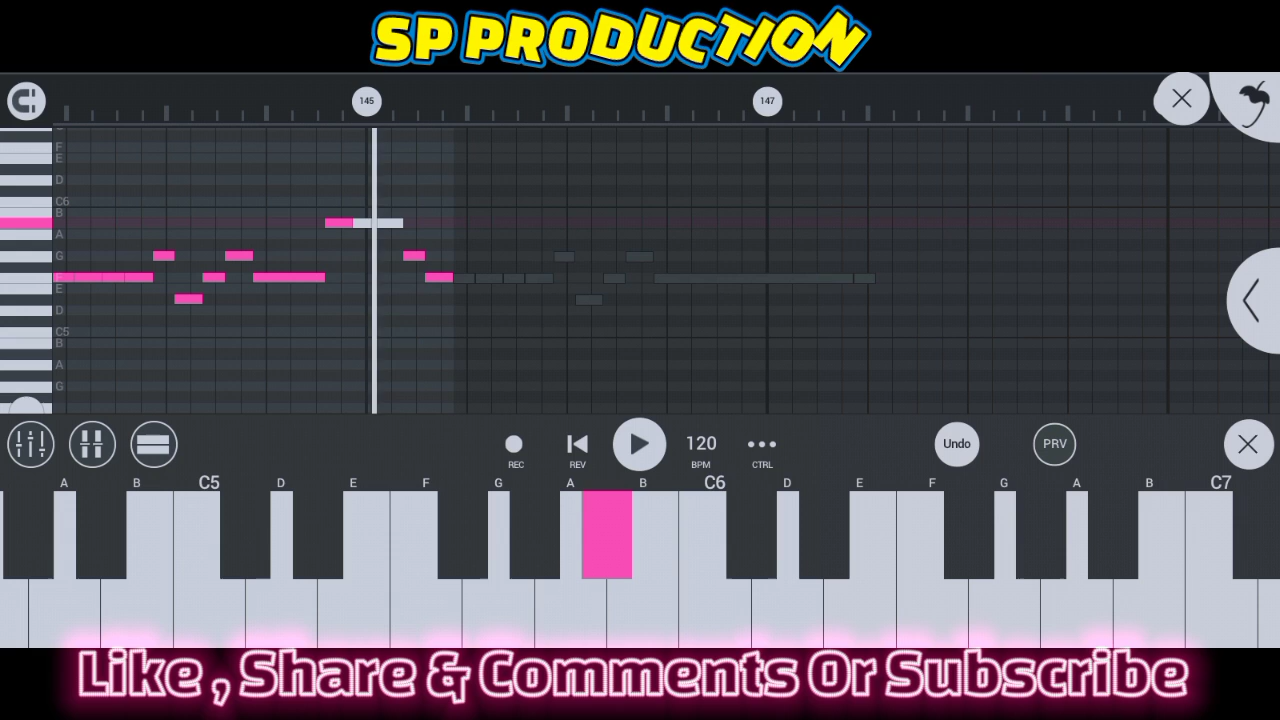 SP PRODUCTION
145 147
F
E
D
C6
B
A
G
E
D
C5
B
A
G
REC REV 120 BPM CTRL Undo PRV
A B C5 D E F G A B C6 D E F G A B C7
Like , Share & Comments Or Subscribe